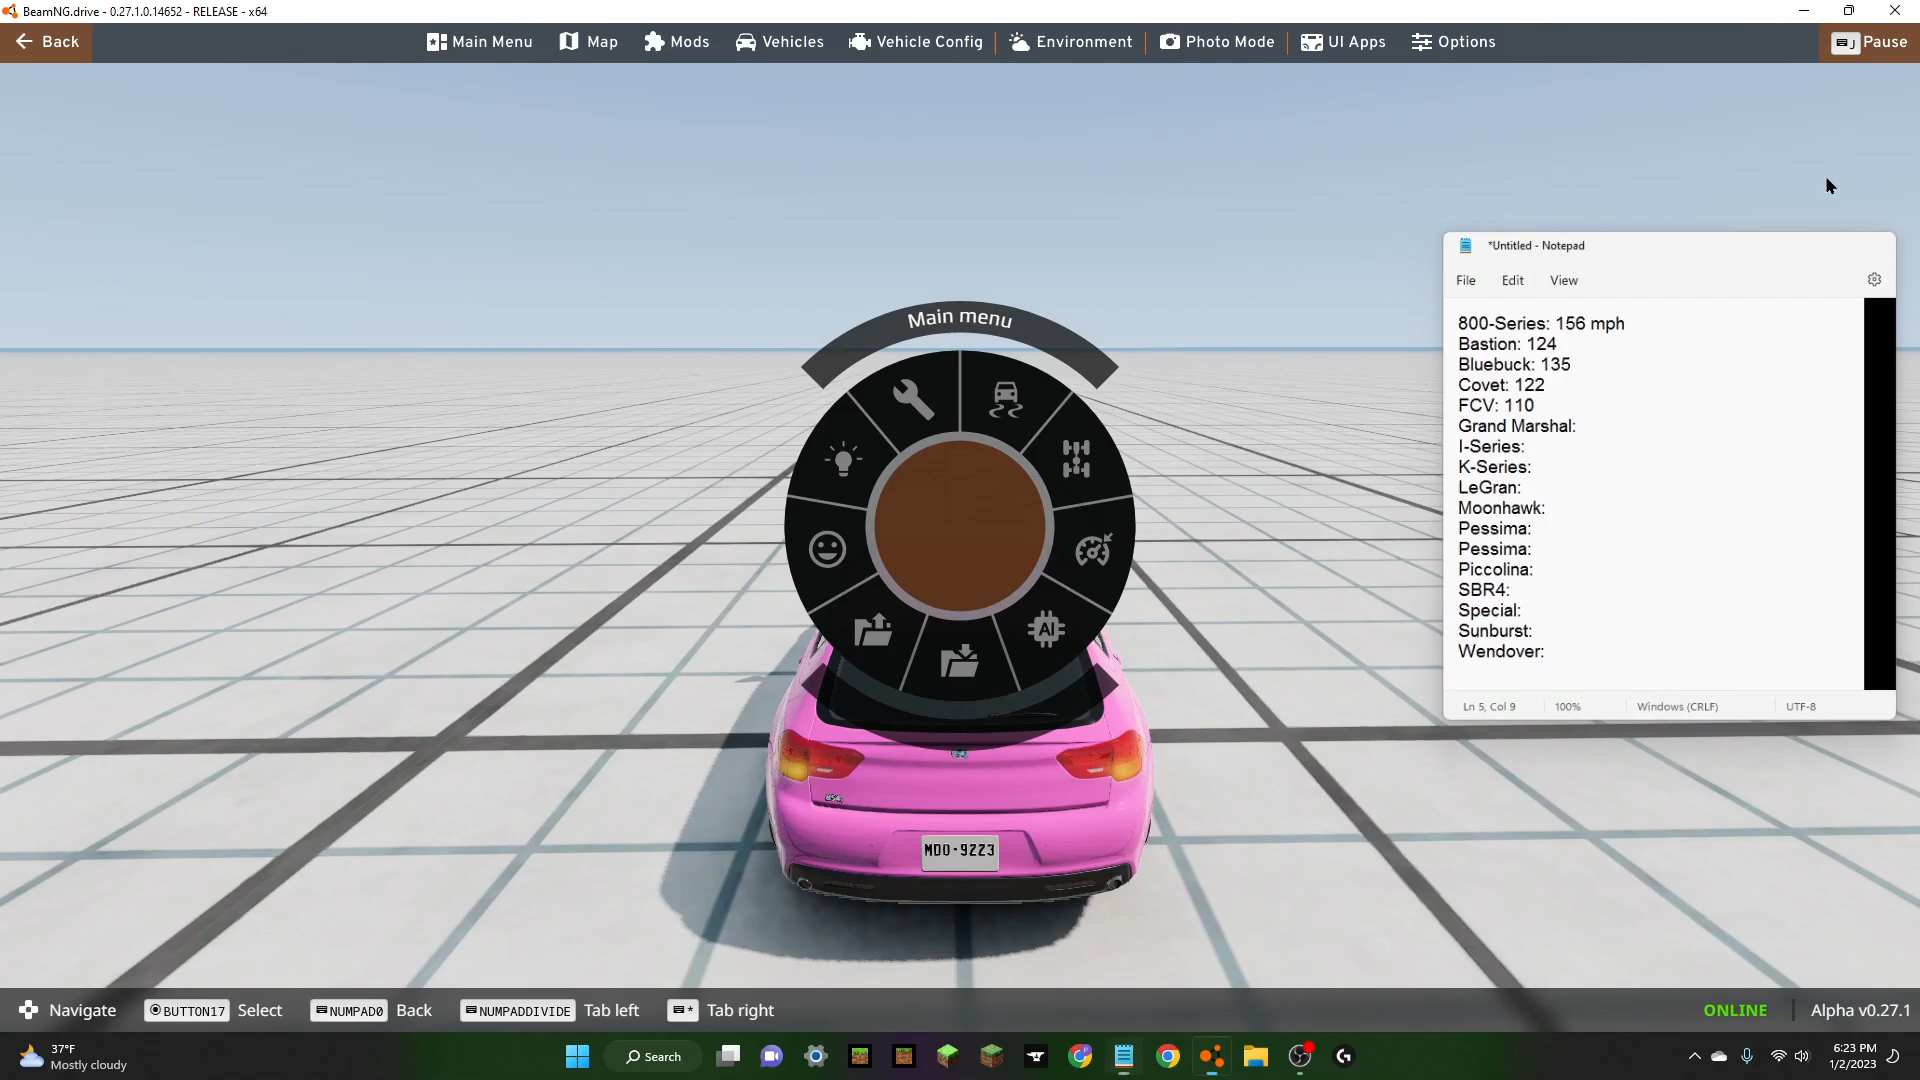 BeamNG.drive - 0.27.1.0.14652 - RELEASE - x64
Back
Main Menu
Map
Mods
Vehicles
Vehicle Config
Environment
Photo Mode
UI Apps
Options
J
Pause
*Untitled - Notepad
File
Edit
View
800-Series: 156 mph
Bastion: 124
Bluebuck: 135
Covet: 122
FCV: 110
Grand Marshal:
I-Series:
K-Series:
LeGran:
Moonhawk:
Pessima:
Pessima:
Piccolina:
SBR4:
Special:
Sunburst:
Wendover:
Ln 5, Col 9
100%
Windows (CRLF)
UTF-8
Main menu
AI
MDO-9223
Navigate
BUTTON17
Select
NUMPAD0
Back
NUMPADDIVIDE
Tab left
*
Tab right
ONLINE
Alpha v0.27.1
37°F
Mostly cloudy
Search
6:23 PM
1/2/2023